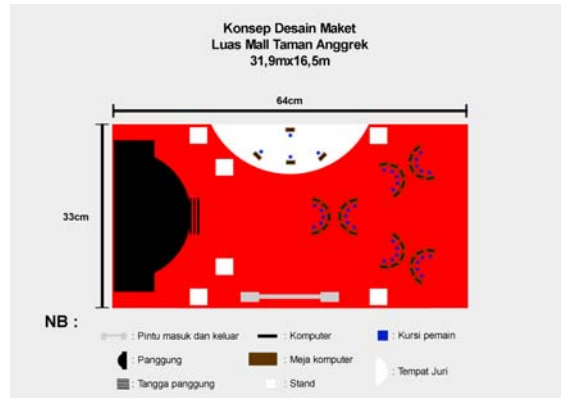 Konsep Desain Maket
Luas Mall Taman Anggrek
31,9mx16,5m
64cm
33cm
NB :
: Pintu masuk dan keluar
: Komputer
: Kursi pemain
: Panggung
: Meja komputer
: Tempat Juri
: Tangga panggung
: Stand